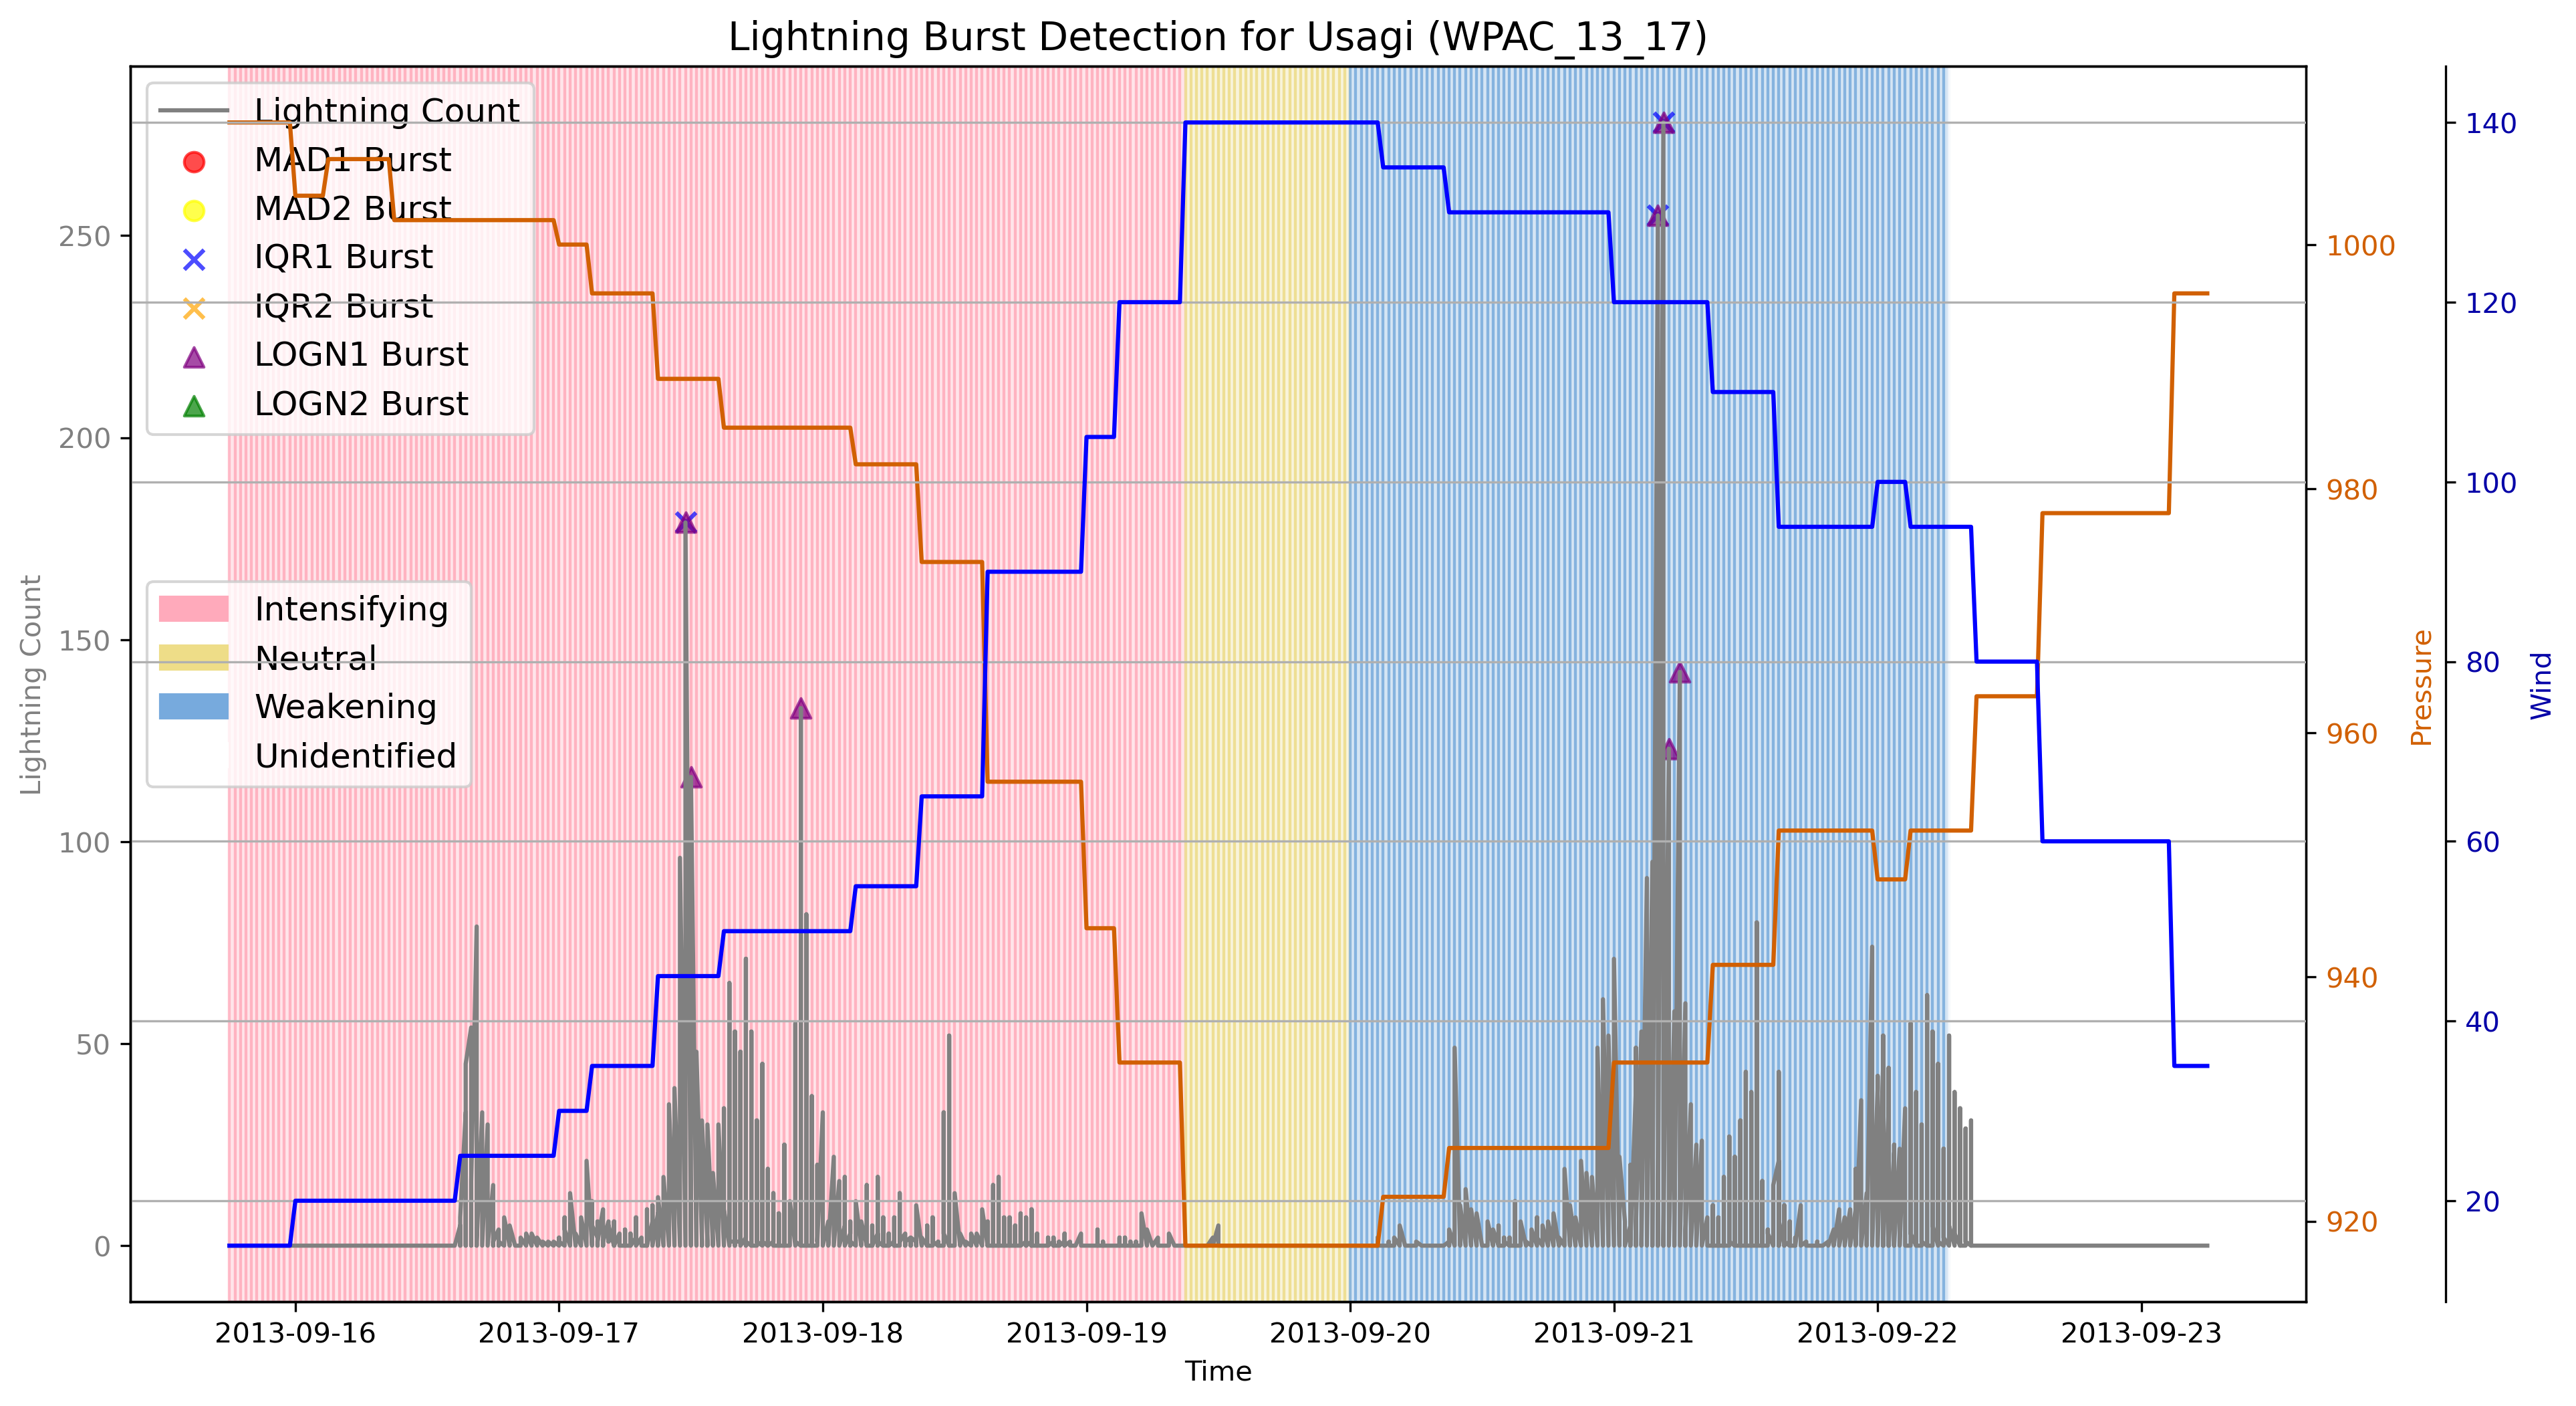 Lightning Burst Detection for Usagi (WPAC_13_17)
Lightning Count
MAD1 Burst
MAD2 Burst
IQR1 Burst
IQR2 Burst
LOGN1 Burst
LOGN2 Burst
Intensifying
Neutral
Weakening
Unidentified
Lightning Count
250
200
150
100
50
0
1000
980
960
940
920
Pressure
140
120
100
80
60
40
20
Wind
2013-09-16
2013-09-17
2013-09-18
2013-09-19
2013-09-20
2013-09-21
2013-09-22
2013-09-23
Time